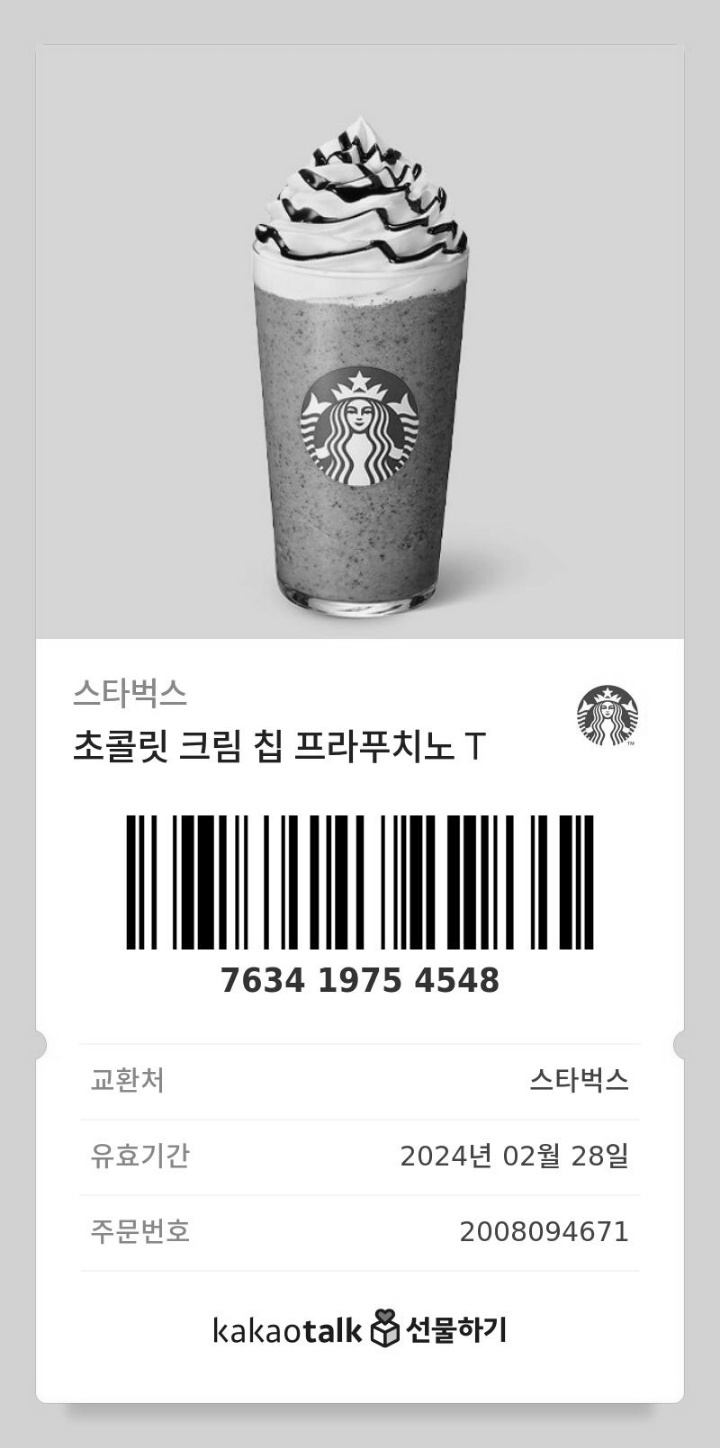 스타벅스
초콜릿 크림 칩 프라푸치노 T
7634 1975 4548
교환처 스타벅스
유효기간 2024년 02월 28일
주문번호 2008094671
kakaotalk 선물하기